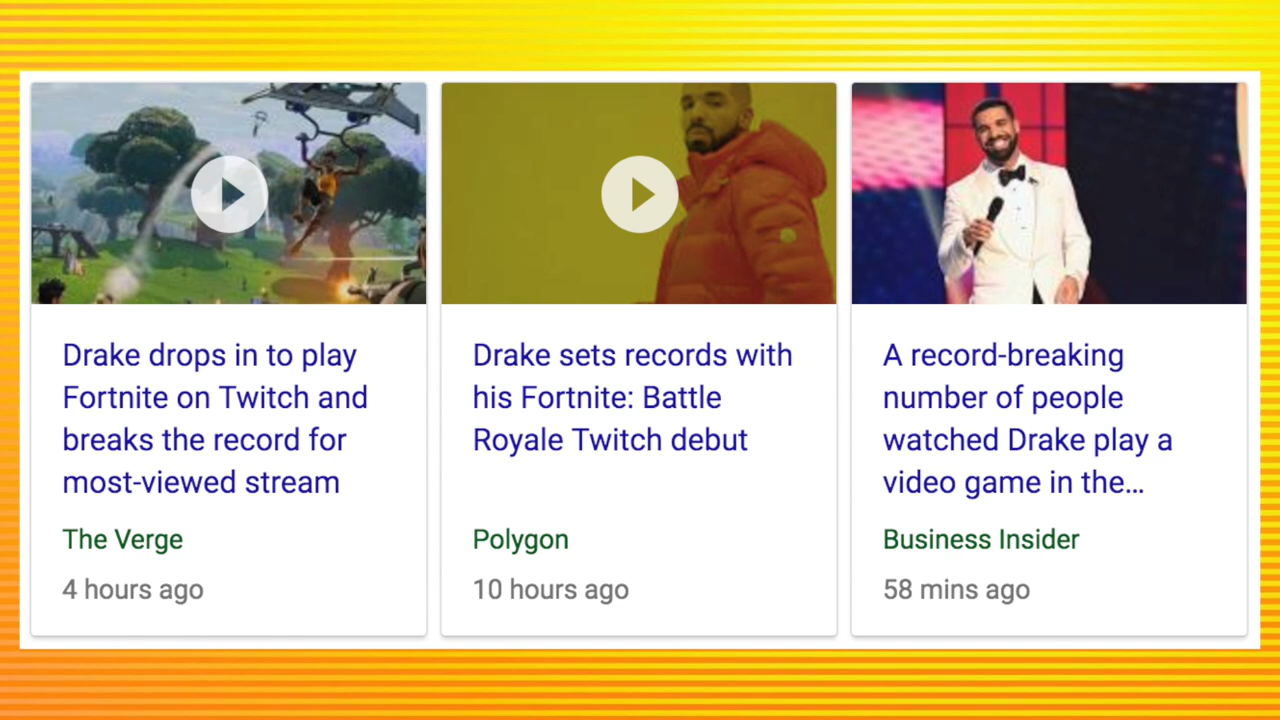 Drake drops in to play
Fortnite on Twitch and
breaks the record for
most-viewed stream
The Verge
4 hours ago
Drake sets records with
his Fortnite: Battle
Royale Twitch debut
Polygon
10 hours ago
A record-breaking
number of people
watched Drake play a
video game in the...
Business Insider
58 mins ago